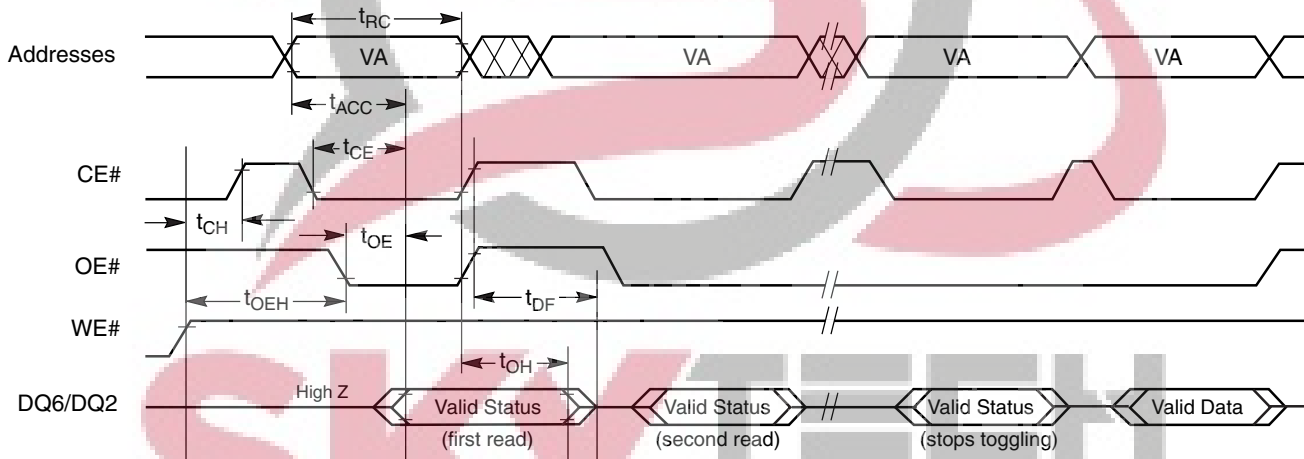 tRC
Addresses VA VA VA VA
tACC
tCE
CE#
tCH
tOE
OE#
tOEH tDF
WE#
tOH
High Z
DQ6/DQ2 Valid Status Valid Status Valid Status Valid Data
(first read) (second read) (stops toggling)
SKYTECH